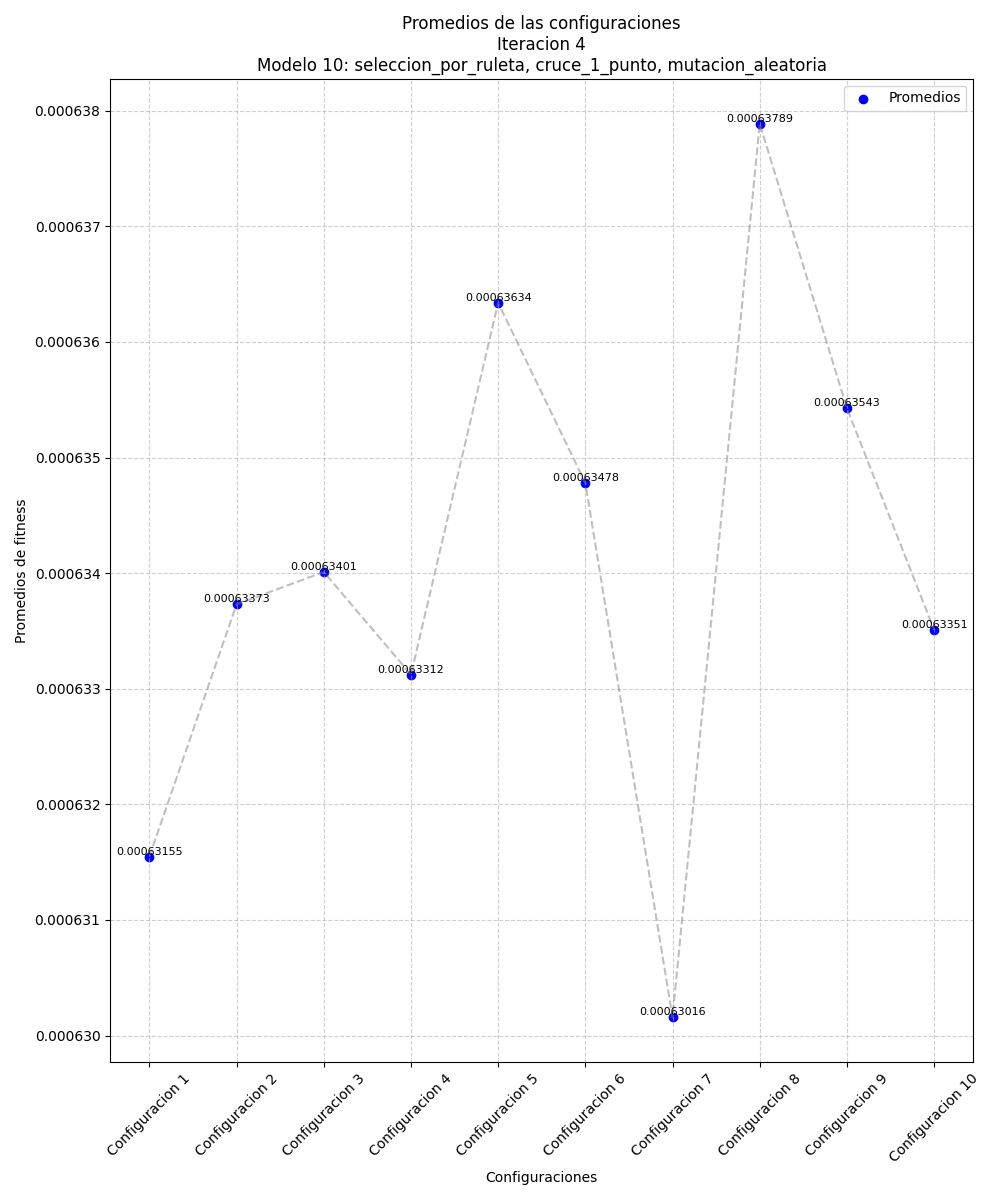 Promedios de las configuraciones
Iteracion 4
Modelo 10: seleccion_por_ruleta, cruce_1_punto, mutacion_aleatoria
Promedios
0.000638
0.000637
0.000636
0.000635
0.000634
0.000633
0.000632
0.000631
0.000630
Promedios de fitness
0.00063155
0.00063373
0.00063401
0.00063312
0.00063634
0.00063478
0.00063016
0.00063789
0.00063543
0.00063351
Configuracion 1
Configuracion 2
Configuracion 3
Configuracion 4
Configuracion 5
Configuracion 6
Configuracion 7
Configuracion 8
Configuracion 9
Configuracion 10
Configuraciones